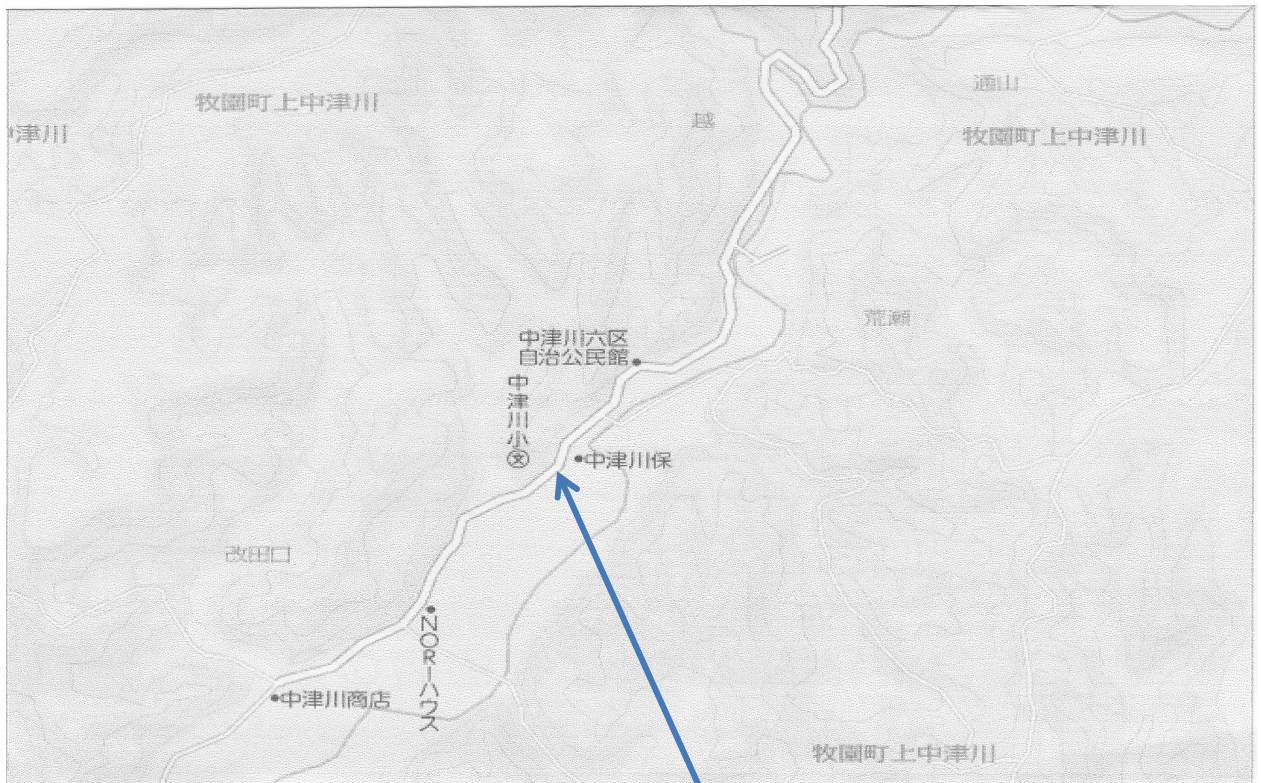 牧園町上中津川
中津川
越
通山
牧園町上中津川
荒瀬
中津川六区
自治公民館
中津川小
文
中津川保
改田口
NORIハウス
中津川商店
牧園町上中津川